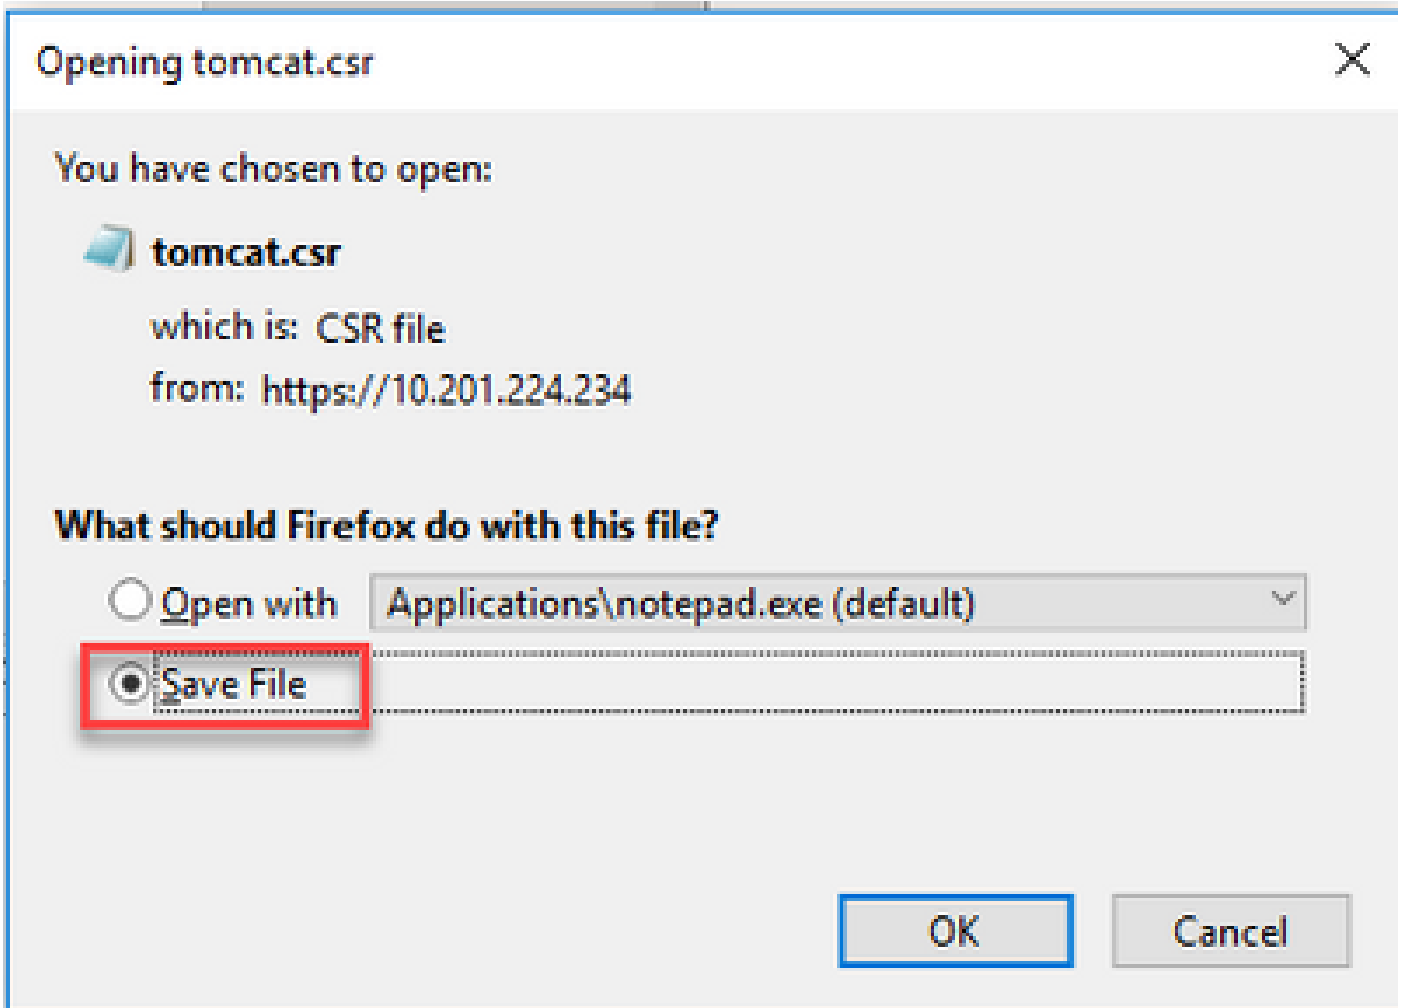 Opening tomcat.csr
You have chosen to open:
tomcat.csr
which is: CSR file
from: https://10.201.224.234
What should Firefox do with this file?
Open with Applications\notepad.exe (default)
Save File
OK Cancel